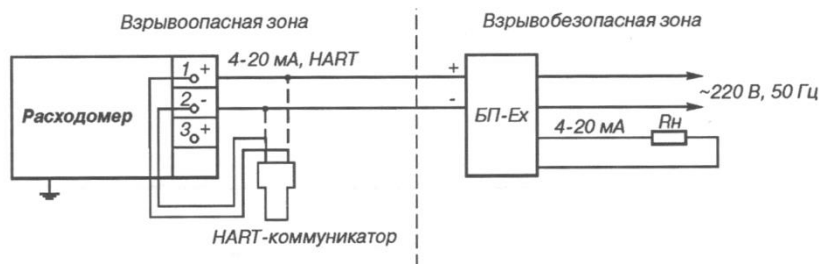 Взрывоопасная зона
Взрывобезопасная зона
4-20 мА, HART
1 +
2 -
3 +
Расходомер
+
-
БП-Ех
~220 В, 50 Гц
4-20 мА
Rн
HART-коммуникатор